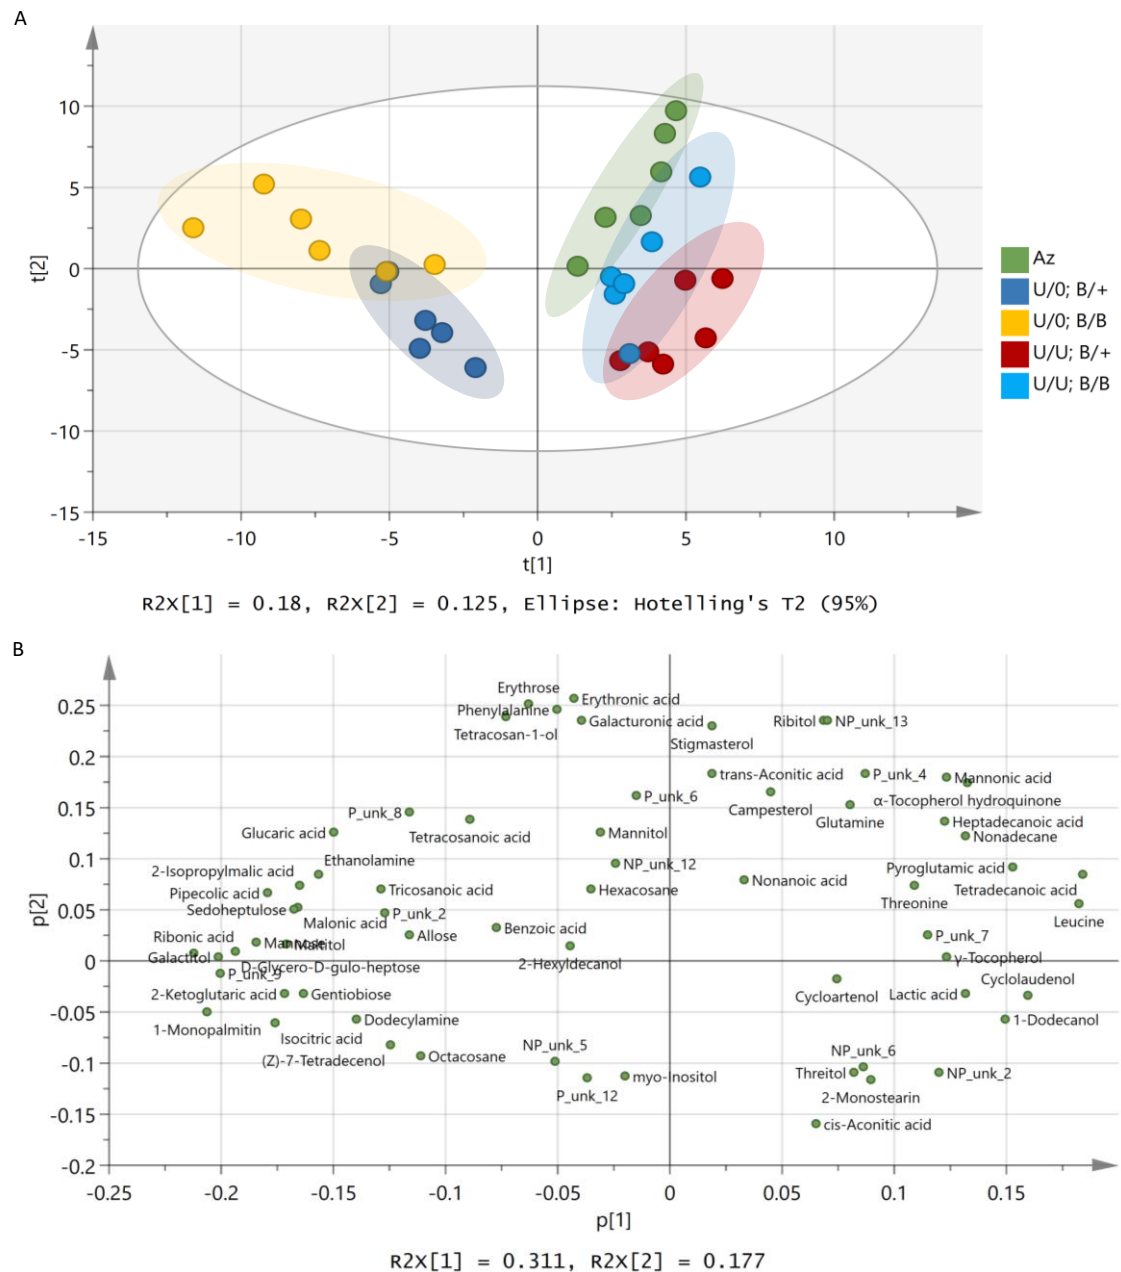 A
t[2]
10
5
0
-5
-10
-15
-15
-10
-5
0
5
10
t[1]
Az
U/0; B/+
U/0; B/B
U/U; B/+
U/U; B/B
R2X[1] = 0.18, R2X[2] = 0.125, Ellipse: Hotelling's T2 (95%)
B
p[2]
0.25
0.2
0.15
0.1
0.05
0
-0.05
-0.1
-0.15
-0.2
Erythrose
Erythronic acid
Phenylalanine
Galacturonic acid
Ribitol
NP_unk_13
Tetracosan-1-ol
Stigmasterol
trans-Aconitic acid
P_unk_4
Mannonic acid
P_unk_6
Campesterol
α-Tocopherol hydroquinone
P_unk_8
Glutamine
Heptadecanoic acid
Glucaric acid
Tetracosanoic acid
Mannitol
Nonadecane
Ethanolamine
NP_unk_12
2-Isopropylmalic acid
Pyroglutamic acid
Pipecolic acid
Tricosanoic acid
Hexacosane
Nonanoic acid
Tetradecanoic acid
Sedoheptulose
Threonine
Malonic acid
P_unk_2
Leucine
Ribonic acid
Mannose
Maltitol
Allose
Benzoic acid
P_unk_7
Galactitol
D-Glycero-D-gulo-heptose
2-Hexyldecanol
γ-Tocopherol
P_unk_9
Cyclolaudenol
2-Ketoglutaric acid
Gentiobiose
Cycloartenol
Lactic acid
1-Monopalmitin
Isocitric acid
Dodecylamine
1-Dodecanol
(Z)-7-Tetradecenol
Octacosane
NP_unk_5
NP_unk_6
myo-Inositol
Threitol
NP_unk_2
P_unk_12
2-Monostearin
cis-Aconitic acid
-0.25
-0.2
-0.15
-0.1
-0.05
0
0.05
0.1
0.15
p[1]
R2X[1] = 0.311, R2X[2] = 0.177